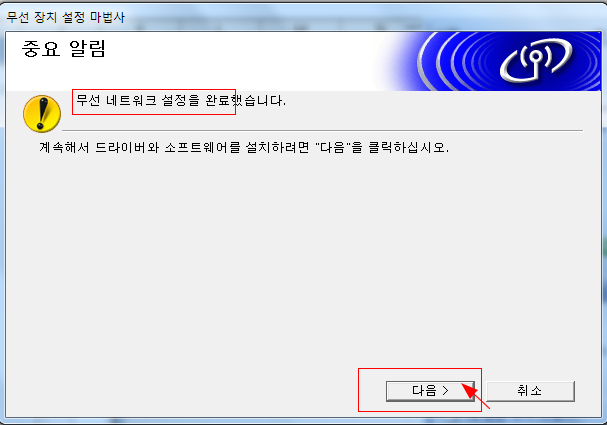 무선 장치 설정 마법사
중요 알림
무선 네트워크 설정을 완료했습니다.
계속해서 드라이버와 소프트웨어를 설치하려면 "다음"을 클릭하십시오.
다음 >
취소